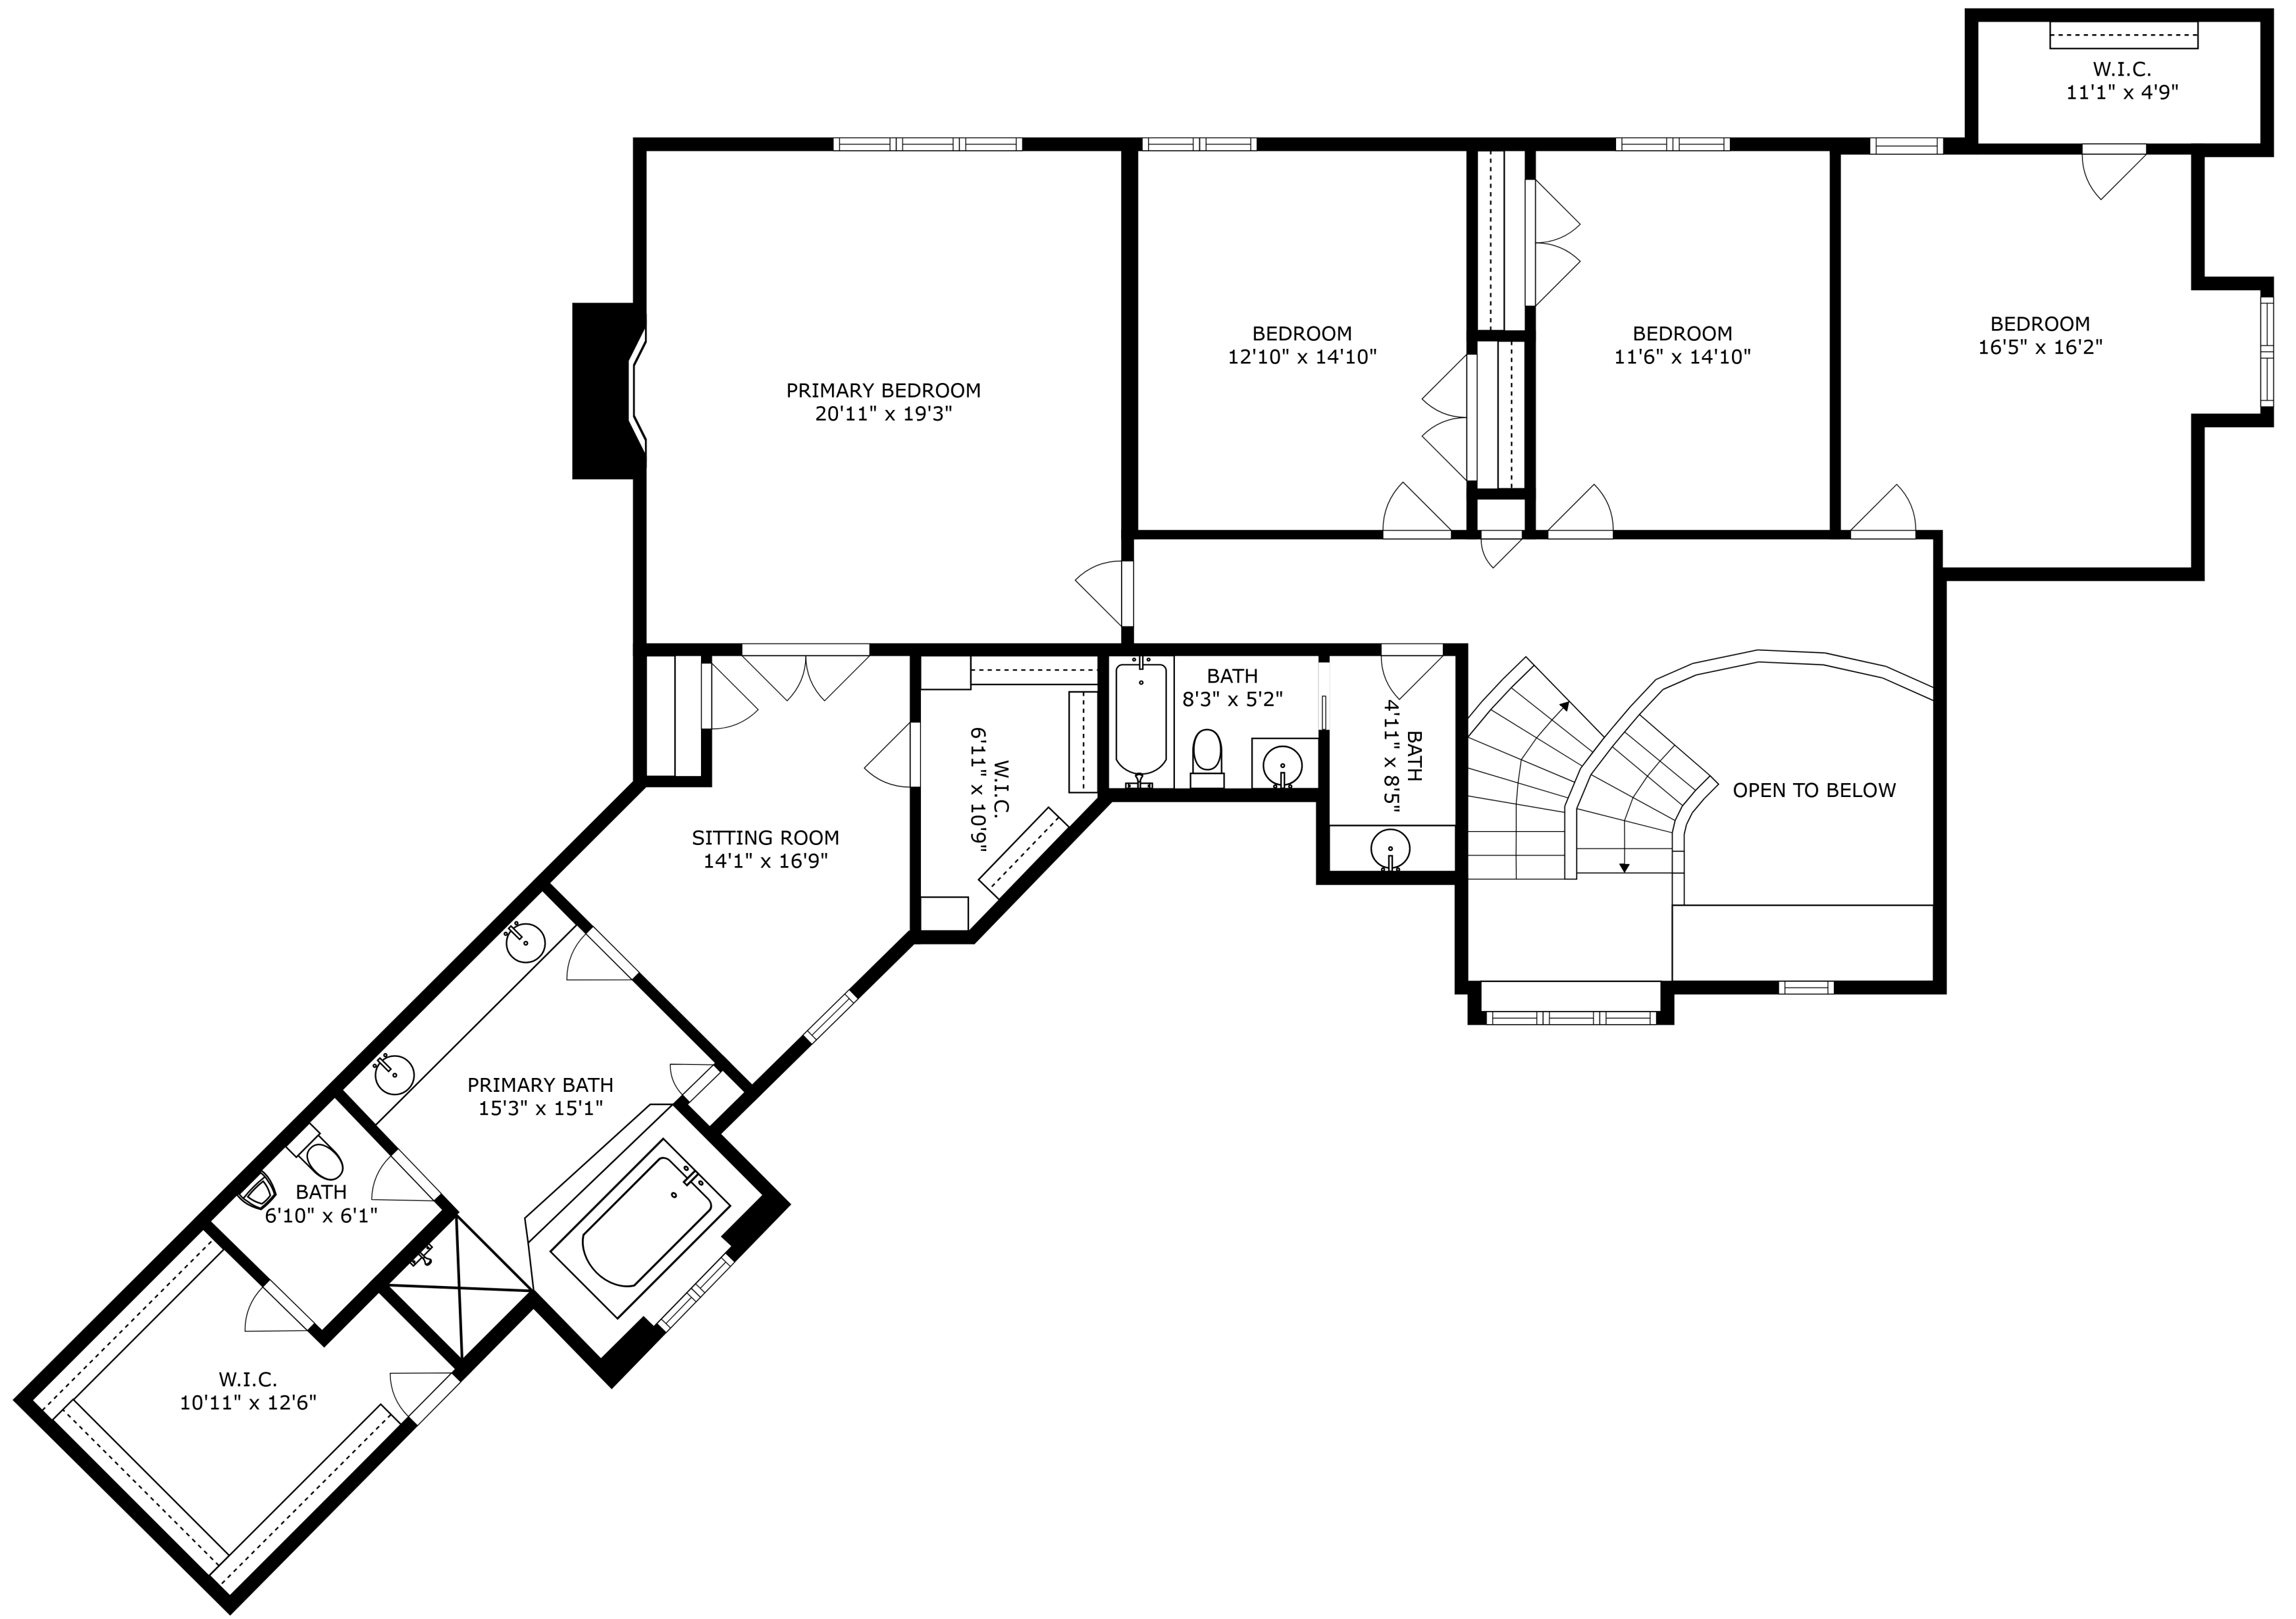 W.I.C.
11'1" x 4'9"
BEDROOM
16'5" x 16'2"
BEDROOM
12'10" x 14'10"
BEDROOM
11'6" x 14'10"
PRIMARY BEDROOM
20'11" x 19'3"
BATH
8'3" x 5'2"
BATH
4'11" x 8'5"
W.I.C.
6'11" x 10'9"
OPEN TO BELOW
SITTING ROOM
14'1" x 16'9"
PRIMARY BATH
15'3" x 15'1"
BATH
6'10" x 6'1"
W.I.C.
10'11" x 12'6"